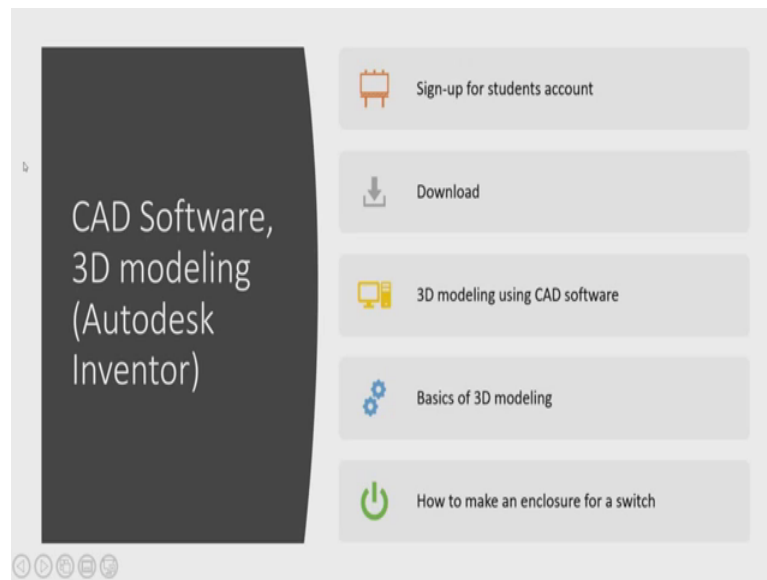 CAD Software,
3D modeling
(Autodesk
Inventor)
Sign-up for students account
Download
3D modeling using CAD software
Basics of 3D modeling
How to make an enclosure for a switch